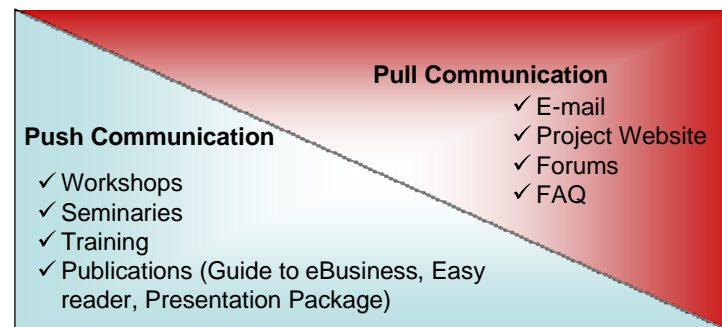 Pull Communication
✓ E-mail
✓ Project Website
✓ Forums
✓ FAQ
Push Communication
✓ Workshops
✓ Seminaries
✓ Training
✓ Publications (Guide to eBusiness, Easy
reader, Presentation Package)